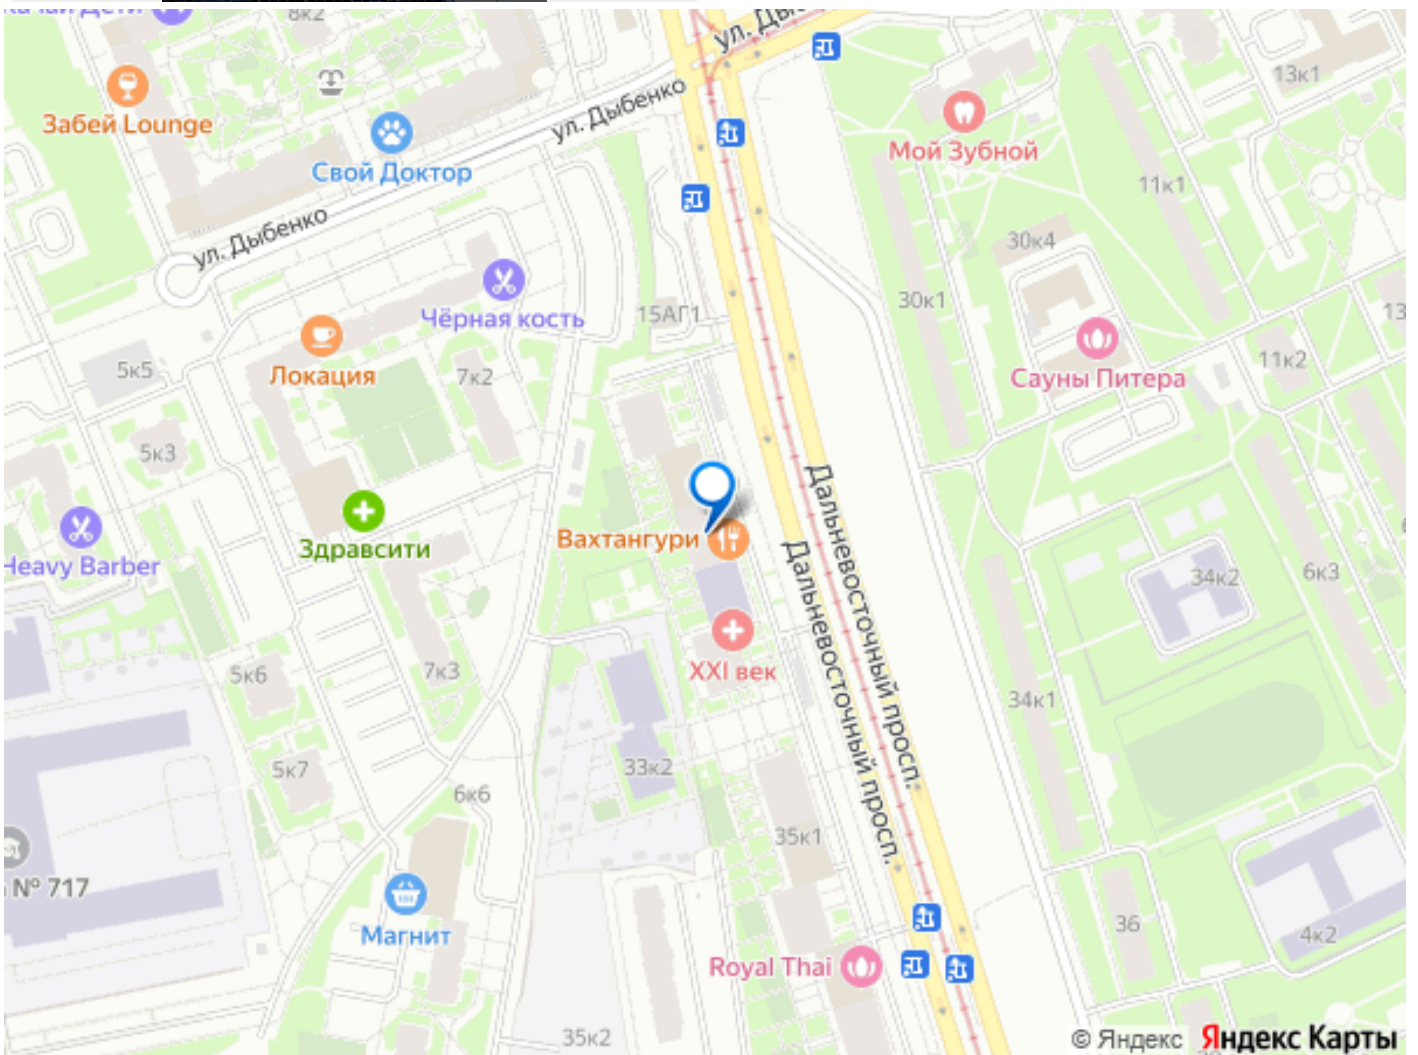 8к2
ул. Дыбенко
13к1
Забей Lounge
ул. Дыбенко
Мой Зубной
Свой Доктор
11к1
ул. Дыбенко
30к4
30к1
15АГ1
Чёрная кость
11к2
5к5
Локация
7к2
Сауны Питера
5к3
Дальневосточный просп.
Дальневосточный просп.
Вахтангури
Здравсити
Heavy Barber
34к2
6к3
XXI век
5к6
7к3
34к1
33к2
5к7
6к6
35к1
№ 717
Магнит
36
4к2
Royal Thai
35к2
© Яндекс Яндекс Карты